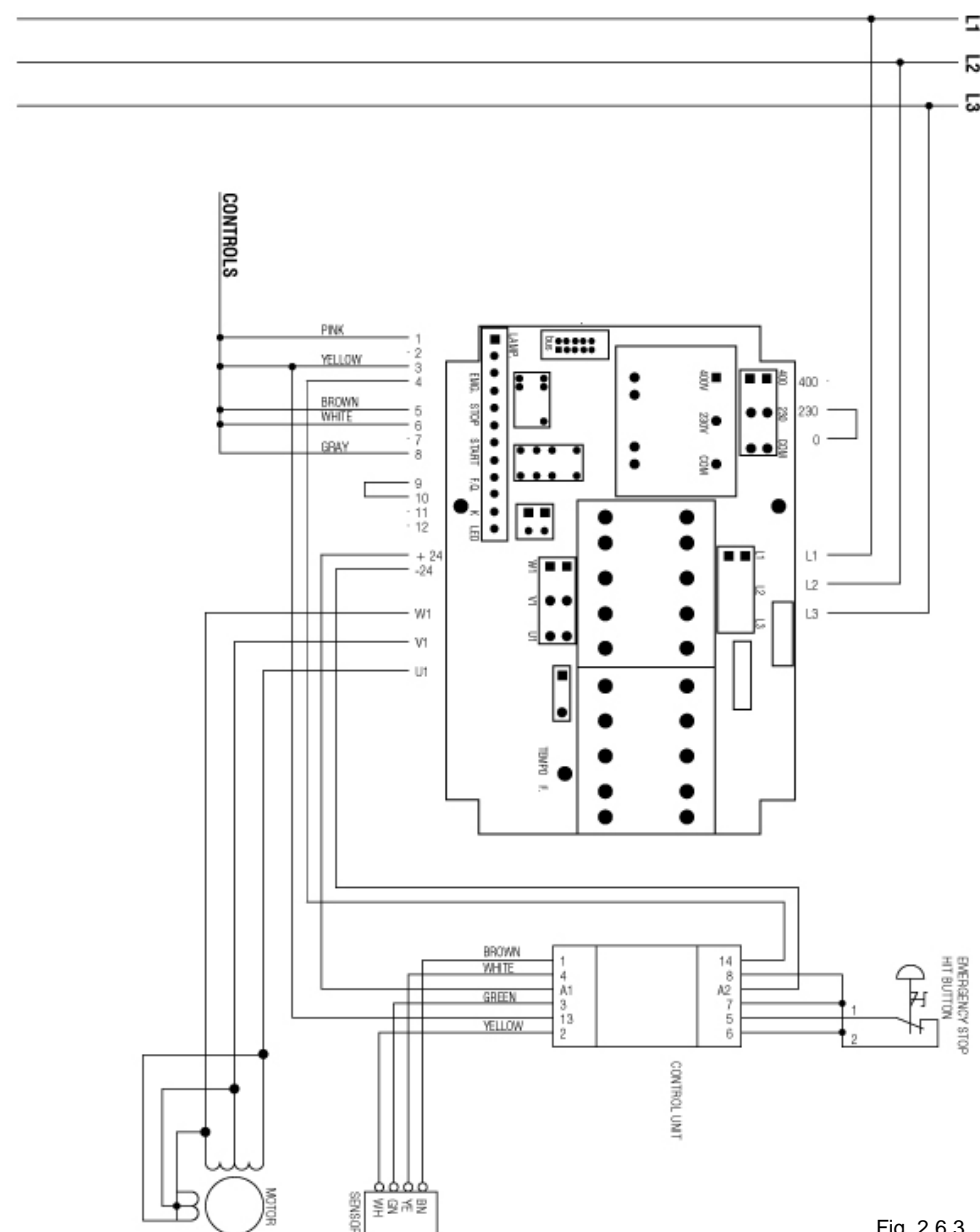 L1
L2
L3
CONTROLS
PINK
1
2
YELLOW
3
4
BROWN
5
WHITE
6
7
GRAY
8
9
10
11
12
+ 24
-24
W1
V1
U1
LAMP.
EMG.
STOP
START
F.O.
K
LED
bus
400V
230V
COM
400
230
COM
400
230
0
W1
V1
U1
L1
L2
L3
L1
L2
L3
TEMPO F.
BROWN
WHITE
GREEN
YELLOW
1
4
A1
3
13
2
14
8
A2
7
5
6
CONTROL UNIT
1
2
EMERGENCY STOP
HIT BUTTON
MOTOR
SENSOR
WH
GN
YE
BN
Fig. 2.6.3